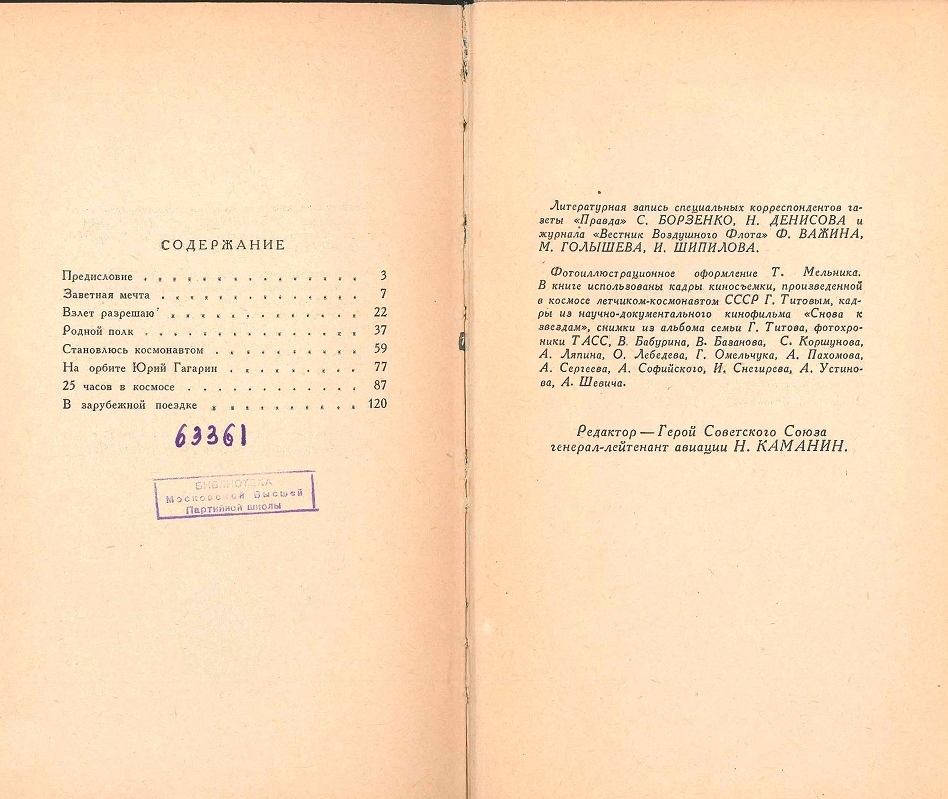 СОДЕРЖАНИЕ
Предисловие . . . . . . . . . . . . . . 3
Заветная мечта . . . . . . . . . . . . . 7
Взлет разрешаю . . . . . . . . . . . . 22
Родной полк . . . . . . . . . . . . . . 37
Становлюсь космонавтом . . . . . . . . . . 59
На орбите Юрий Гагарин . . . . . . . . . 77
25 часов в космосе . . . . . . . . . . . 87
В зарубежной поездке . . . . . . . . . . 120
63361
БИБЛИОТЕКА
Московской Высшей
Партийной школы
Литературная запись специальных корреспондентов га-
зеты «Правда» С. БОРЗЕНКО, Н. ДЕНИСОВА и
журнала «Вестник Воздушного Флота» Ф. ВАЖИНА,
М. ГОЛЫШЕВА, И. ШИПИЛОВА.
Фотоиллюстрационное оформление Т. Мельника.
В книге использованы кадры киносъемки, произведенной
в космосе летчиком-космонавтом СССР Г. Титовым, кад-
ры из научно-документального кинофильма «Снова к
звездам», снимки из альбома семьи Г. Титова, фотохро-
ники ТАСС, В. Бабурина, В. Базанова, С. Коршунова,
А. Ляпина, О. Лебедева, Г. Омельчука, А. Пахомова,
А. Сергеева, А. Софийского, И. Снегирева, А. Устино-
ва, А. Шевича.
Редактор — Герой Советского Союза
генерал-лейтенант авиации Н. КАМАНИН.